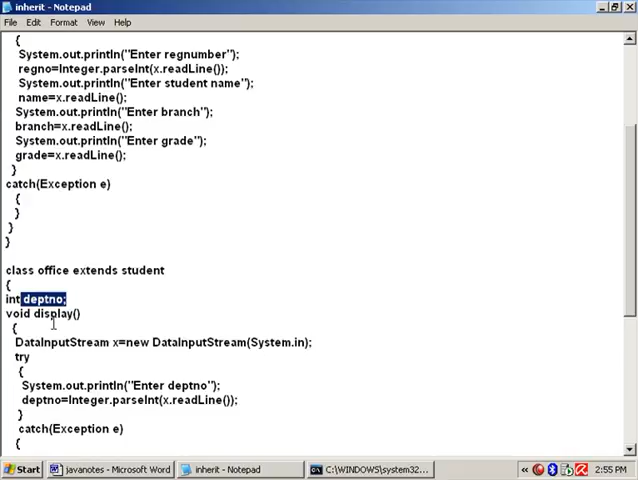 inherit - Notepad
File Edit Format View Help
{
System.out.println("Enter regnumber");
regno=Integer.parseInt(x.readLine());
System.out.println("Enter student name");
name=x.readLine();
System.out.println("Enter branch");
branch=x.readLine();
System.out.println("Enter grade");
grade=x.readLine();
}
catch(Exception e)
{
}
}
}
class office extends student
{
int deptno;
void display()
{
DataInputStream x=new DataInputStream(System.in);
try
{
System.out.println("Enter deptno");
deptno=Integer.parseInt(x.readLine());
}
catch(Exception e)
{
Start javanotes - Microsoft Word inherit - Notepad C:\WINDOWS\system32... « 2:55 PM